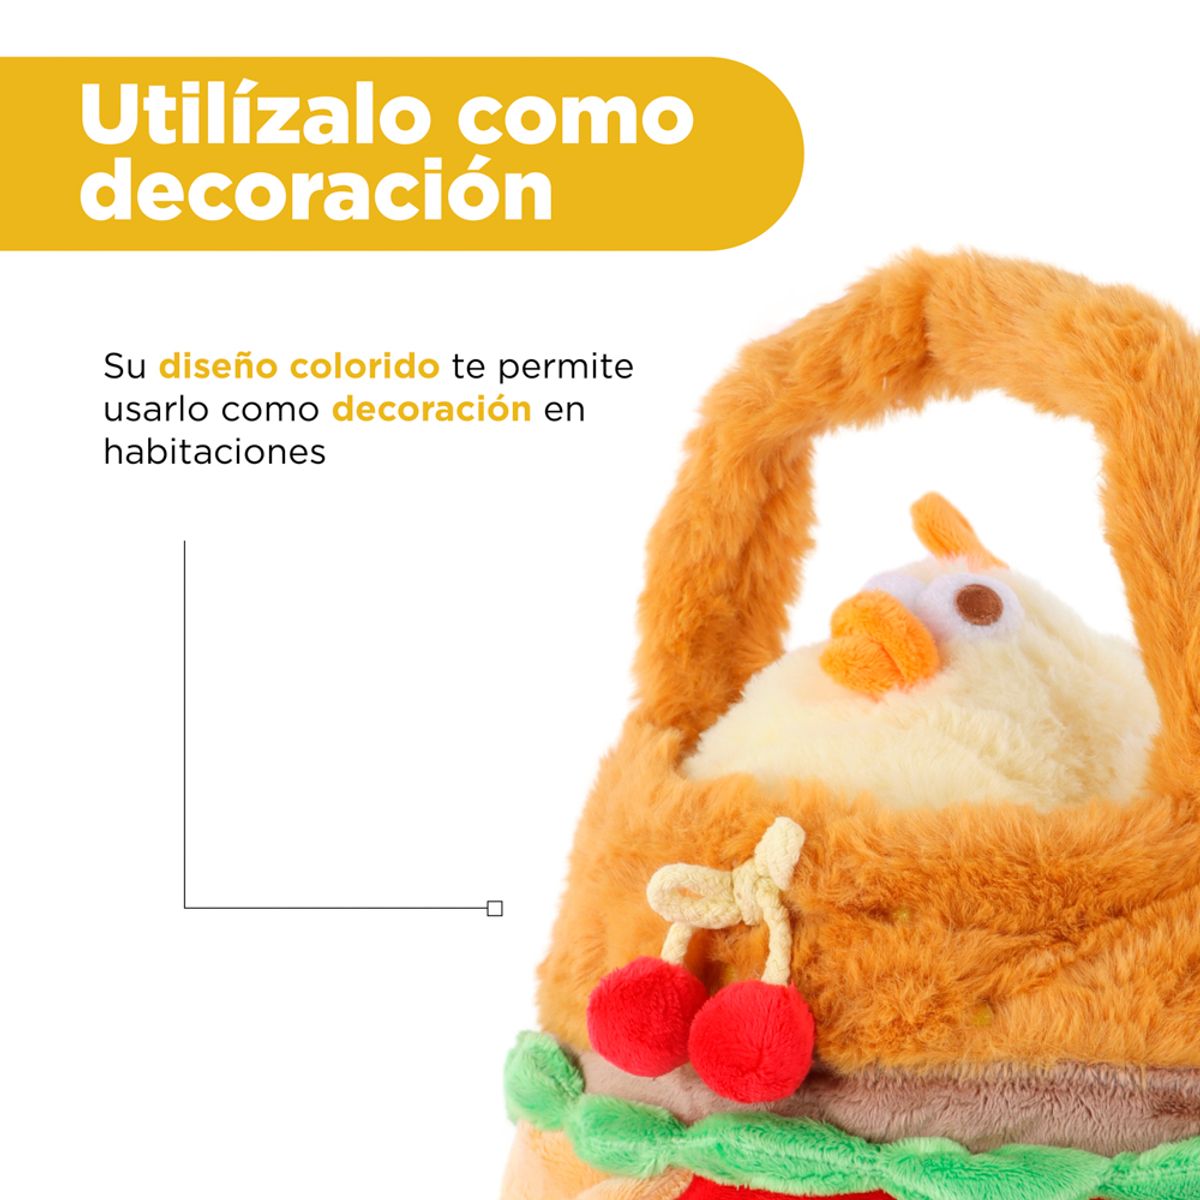 Utilízalo como
decoración
Su diseño colorido te permite
usarlo como decoración en
habitaciones